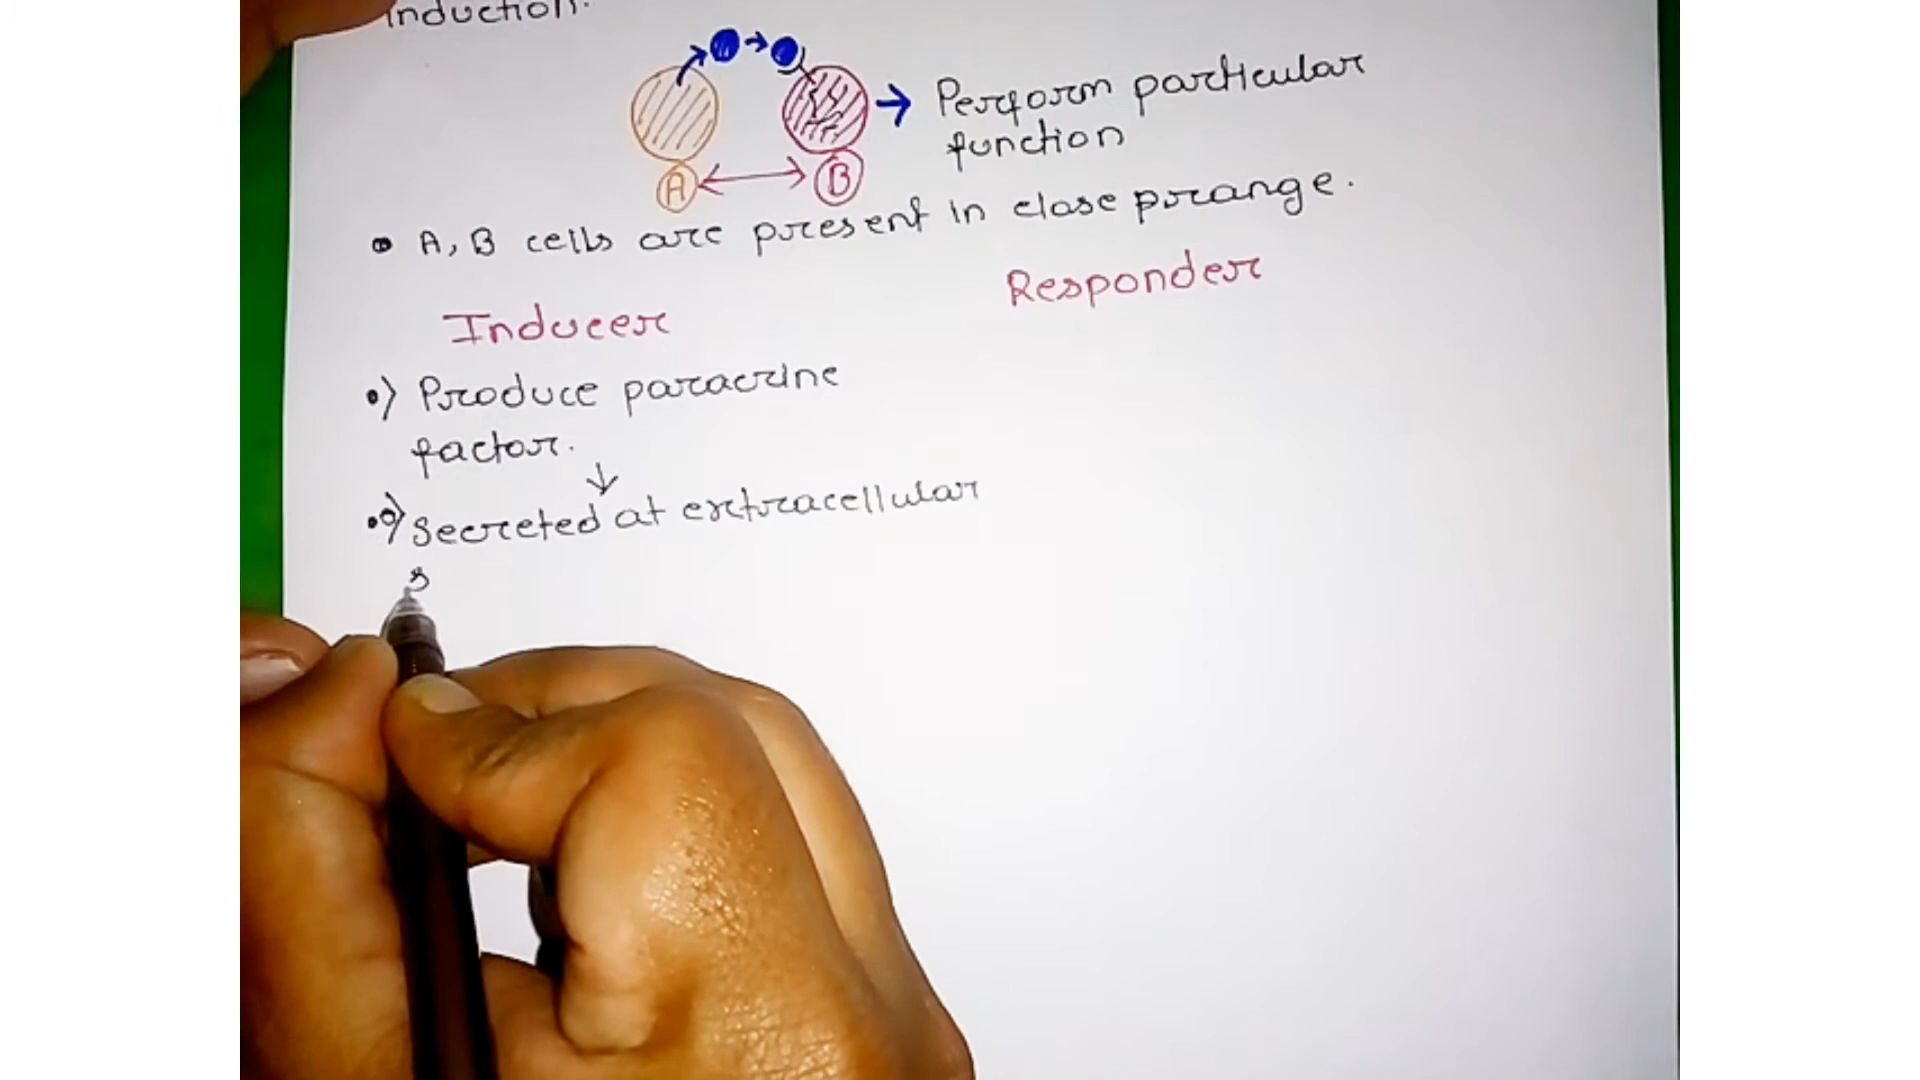 induction.
Perform particular
function
A
B
• A, B cells are present in close prange.
Inducer
Responder
•) Produce paracrine
factor.
↓
•) Secreted at extracellular
s